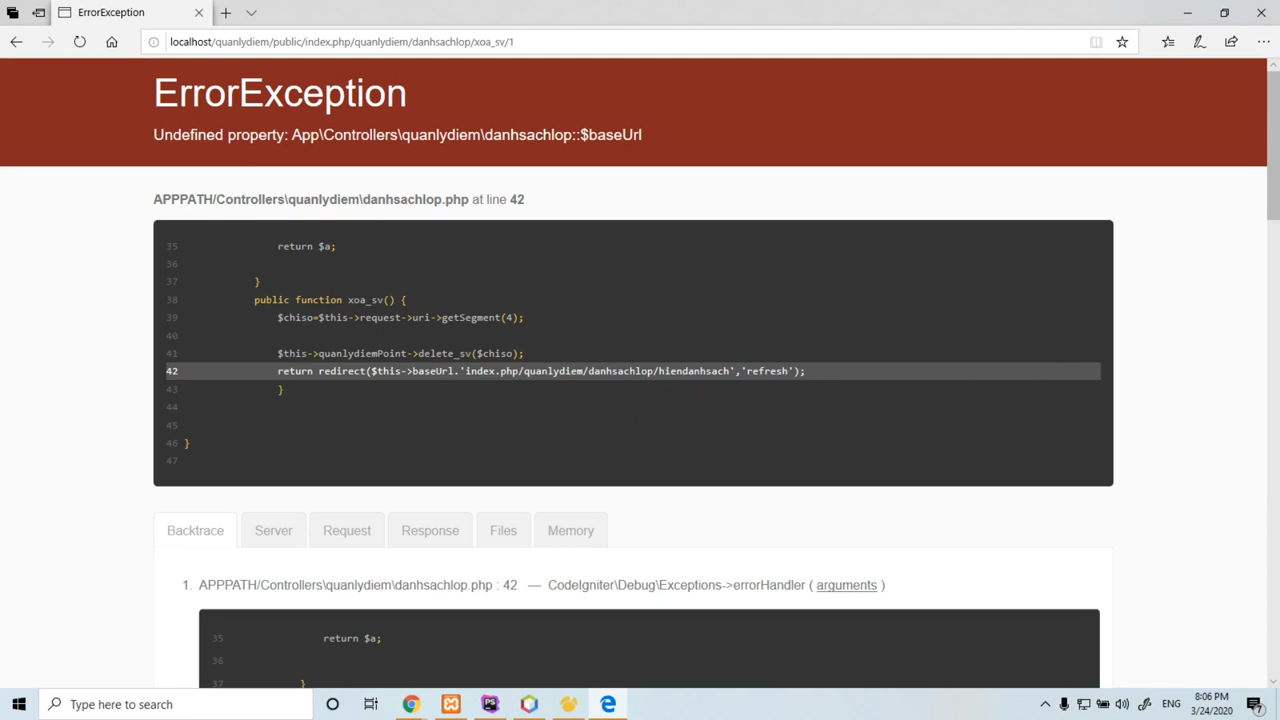 ErrorException
localhost/quanlydiem/public/index.php/quanlydiem/danhsachlop/xoa_sv/1
ErrorException
Undefined property: App\Controllers\quanlydiem\danhsachlop::$baseUrl
APPPATH/Controllers\quanlydiem\danhsachlop.php at line 42
35 return $a;
36
37 }
38 public function xoa_sv() {
39 $chiso=$this->request->uri->getSegment(4);
40
41 $this->quanlydiemPoint->delete_sv($chiso);
42 return redirect($this->baseUrl.'index.php/quanlydiem/danhsachlop/hiendanhsach','refresh');
43 }
44
45
46 }
47
Backtrace Server Request Response Files Memory
1. APPPATH/Controllers\quanlydiem\danhsachlop.php : 42 — CodeIgniter\Debug\Exceptions->errorHandler ( arguments )
35 return $a;
36
37 }
Type here to search
PS
ENG
8:06 PM
3/24/2020
7